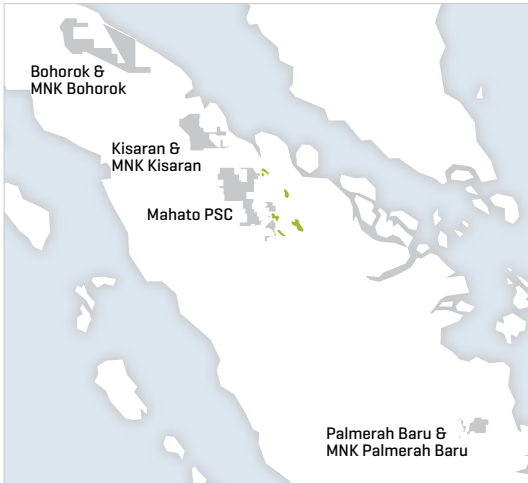 Bohorok &
MNK Bohorok
Kisaran &
MNK Kisaran
Mahato PSC
Palmerah Baru &
MNK Palmerah Baru